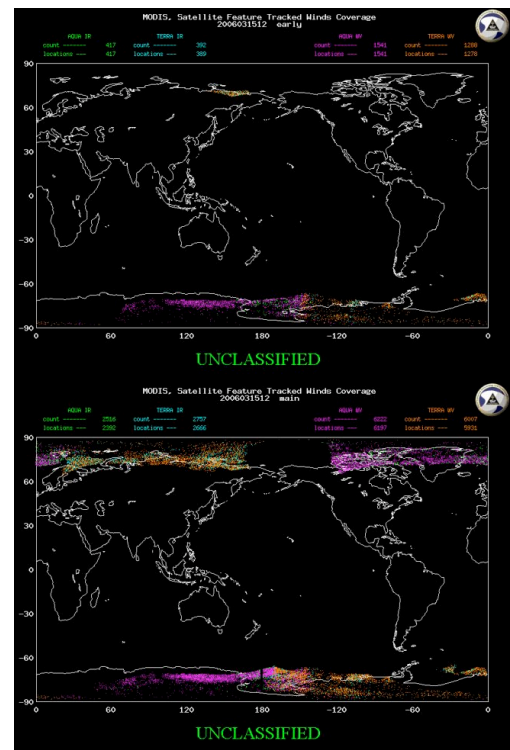 MODIS, Satellite Feature Tracked Winds Coverage
2006031512 early
AQUA IR TERRA IR AQUA WV TERRA WV
count ------- 417 count ------- 392 count ------- 1541 count ------- 1280
locations --- 417 locations --- 389 locations --- 1541 locations --- 1278
90
60
30
0
-30
-60
-90
0 60 120 180 -120 -60 0
UNCLASSIFIED
MODIS, Satellite Feature Tracked Winds Coverage
2006031512 main
AQUA IR TERRA IR AQUA WV TERRA WV
count ------- 2516 count ------- 2757 count ------- count ------- 6007
locations --- locations --- 2666 locations --- 6197 locations --- 5931
90
60
30
0
-30
-60
-90
0 60 120 180 -120 -60 0
UNCLASSIFIED